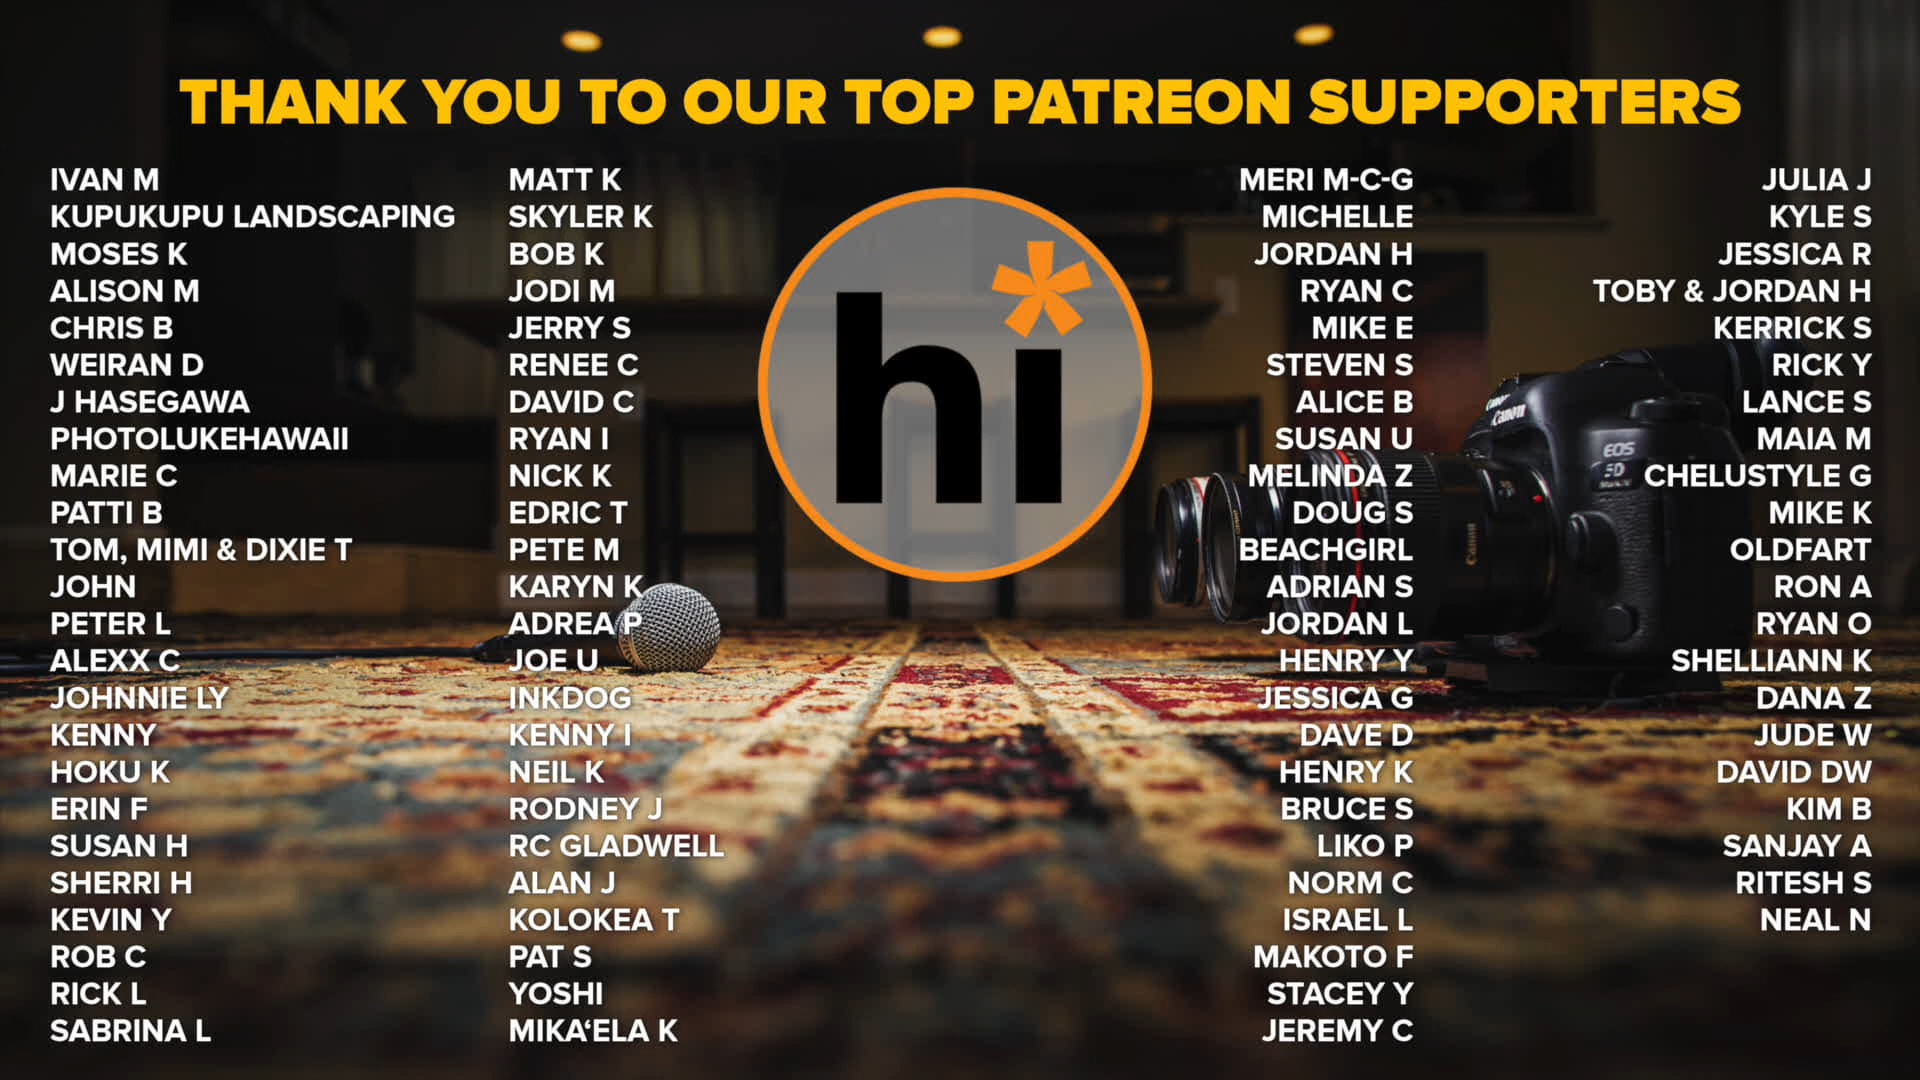 THANK YOU TO OUR TOP PATREON SUPPORTERS
IVAN M
KUPUKUPU LANDSCAPING
MOSES K
ALISON M
CHRIS B
WEIRAN D
J HASEGAWA
PHOTOLUKEHAWAII
MARIE C
PATTI B
TOM, MIMI & DIXIE T
JOHN
PETER L
ALEXX C
JOHNNIE LY
KENNY
HOKU K
ERIN F
SUSAN H
SHERRI H
KEVIN Y
ROB C
RICK L
SABRINA L
MATT K
SKYLER K
BOB K
JODI M
JERRY S
RENEE C
DAVID C
RYAN I
NICK K
EDRIC T
PETE M
KARYN K
ADREA P
JOE U
INKDOG
KENNY I
NEIL K
RODNEY J
RC GLADWELL
ALAN J
KOLOKEA T
PAT S
YOSHI
MIKA‘ELA K
hi*
MERI M-C-G
MICHELLE
JORDAN H
RYAN C
MIKE E
STEVEN S
ALICE B
SUSAN U
MELINDA Z
DOUG S
BEACHGIRL
ADRIAN S
JORDAN L
HENRY Y
JESSICA G
DAVE D
HENRY K
BRUCE S
LIKO P
NORM C
ISRAEL L
MAKOTO F
STACEY Y
JEREMY C
JULIA J
KYLE S
JESSICA R
TOBY & JORDAN H
KERRICK S
RICK Y
LANCE S
MAIA M
CHELUSTYLE G
MIKE K
OLDFART
RON A
RYAN O
SHELLIANN K
DANA Z
JUDE W
DAVID DW
KIM B
SANJAY A
RITESH S
NEAL N
Canon
EOS
5D
Canon